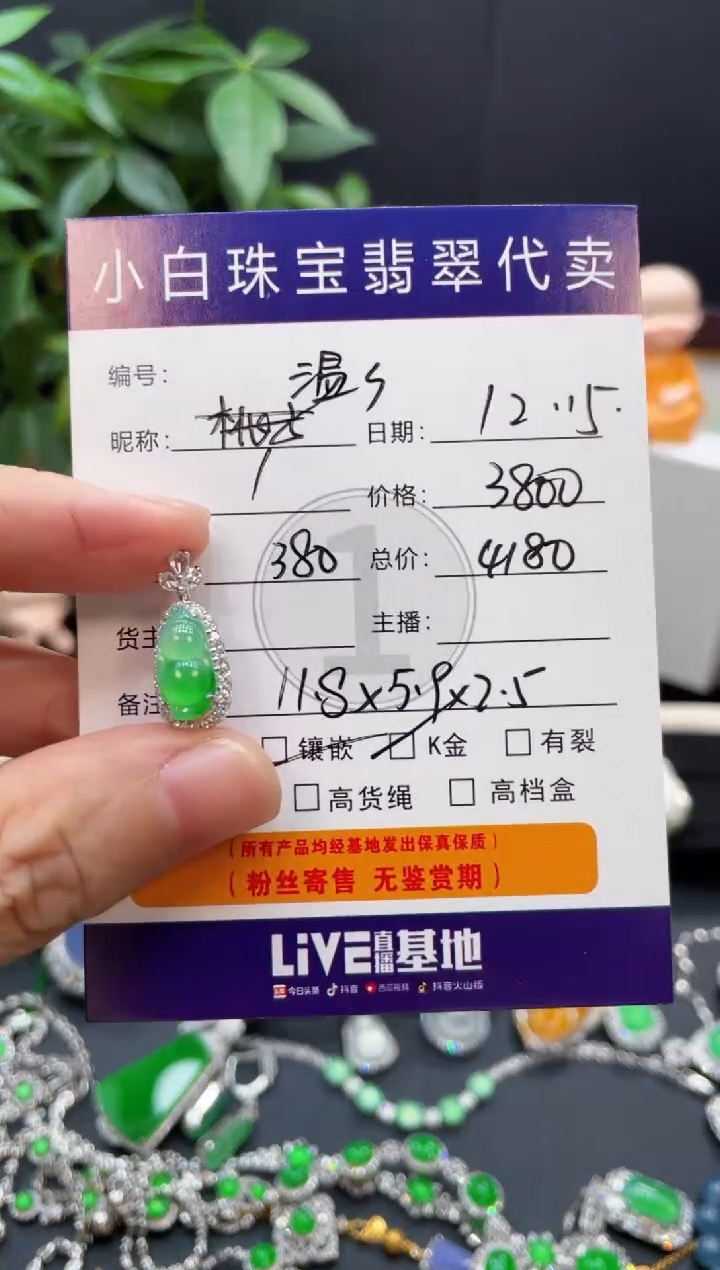 小白珠宝翡翠代卖
编号:
温
昵称: 日期: 12.15.
1 价格: 3800
380 总价: 4180
货主 主播:
备注 11.8x5.9x2.5
镶嵌 K金 有裂
高货绳 高档盒
(所有产品均经基地发出保真保质)
(粉丝寄售 无鉴赏期)
LiVE直播基地
今日头条 抖音 西瓜视频 抖音火山版
1